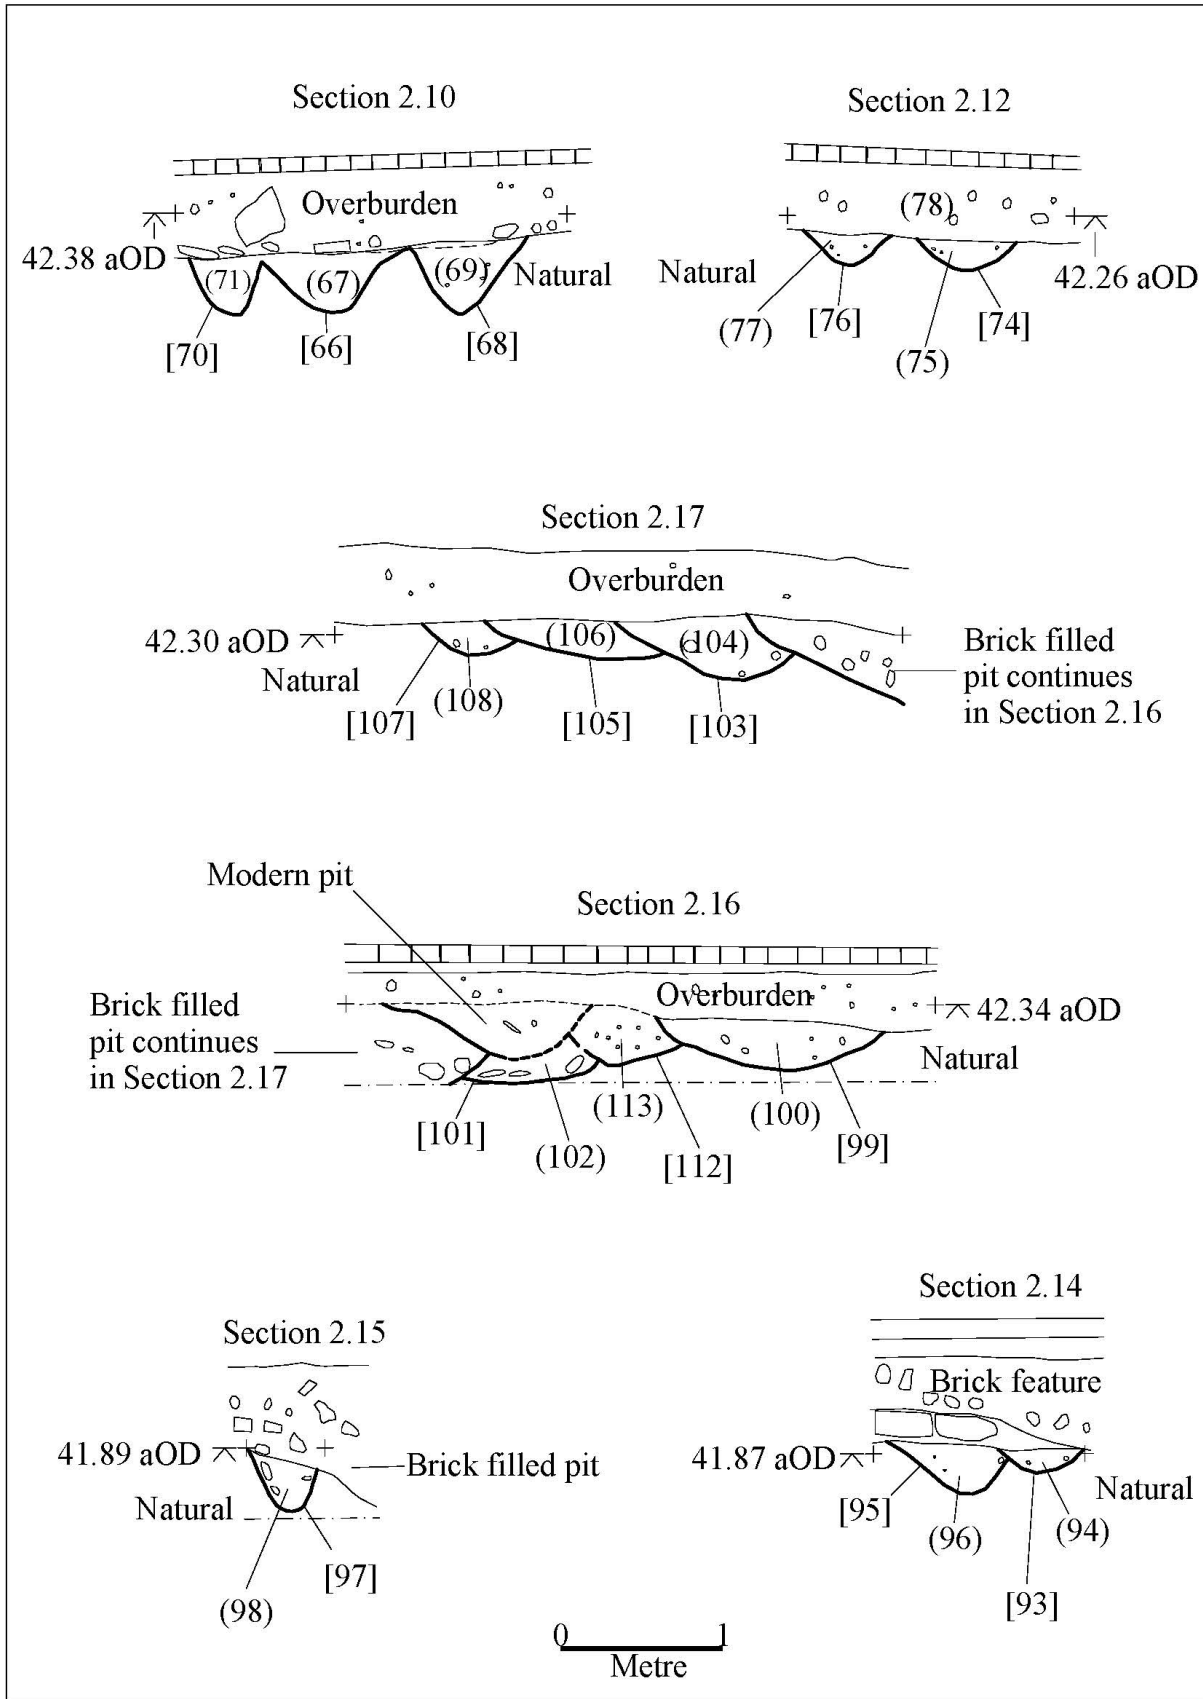 Section 2.10
Overburden
42.38 aOD
(71)
(67)
(69)
Natural
[70]
[66]
[68]
Section 2.12
(78)
Natural
42.26 aOD
(77)
[76]
(75)
[74]
Section 2.17
Overburden
42.30 aOD
(106)
(104)
Natural
[107]
(108)
[105]
[103]
Brick filled
pit continues
in Section 2.16
Modern pit
Section 2.16
Overburden
Brick filled
pit continues
in Section 2.17
42.34 aOD
Natural
[101]
(102)
(113)
[112]
(100)
[99]
Section 2.15
41.89 aOD
Brick filled pit
Natural
(98)
[97]
Section 2.14
Brick feature
41.87 aOD
Natural
[95]
(96)
(94)
[93]
0 1
Metre